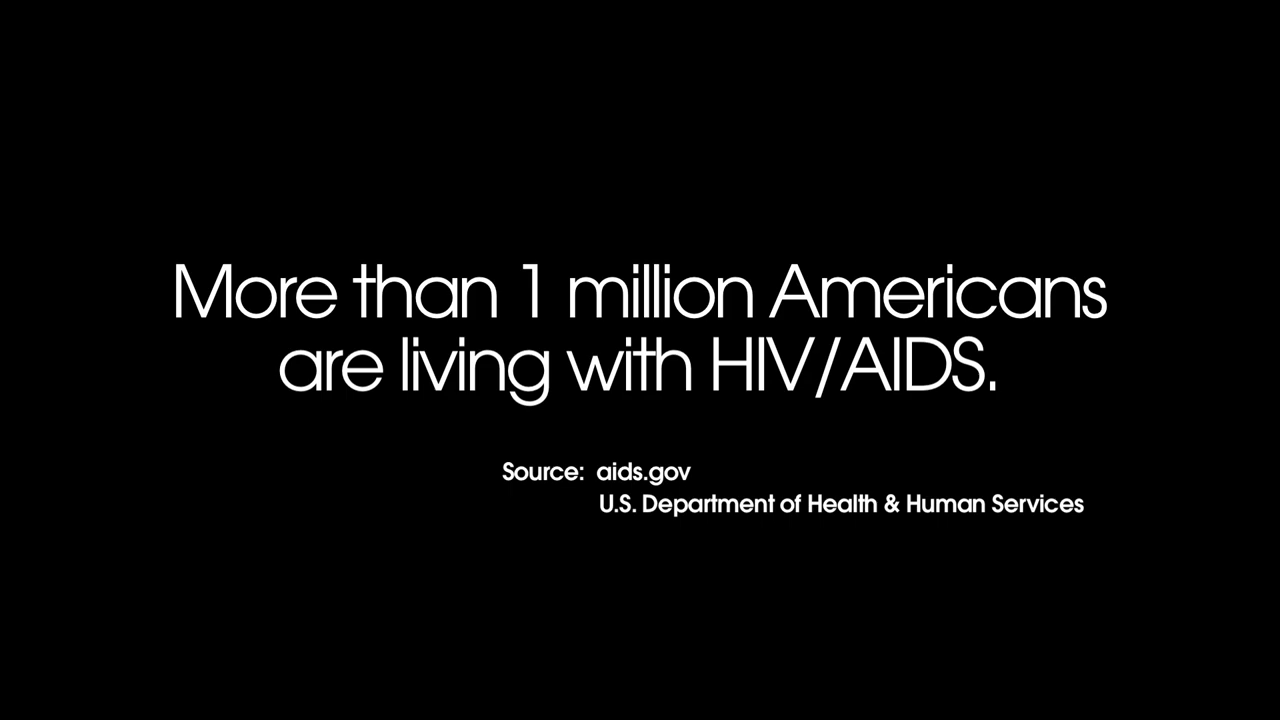 More than 1 million Americans
are living with HIV/AIDS.
Source: aids.gov
U.S. Department of Health & Human Services